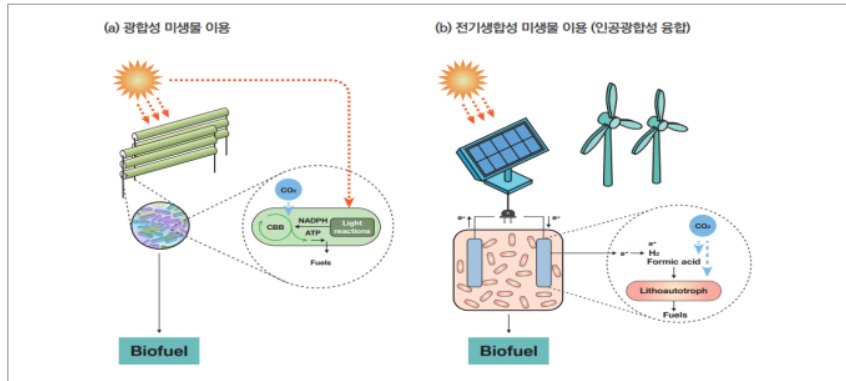 (a) 광합성 미생물 이용
CO₂
NADPH
CBB
Light
reactions
ATP
Fuels
Biofuel
(b) 전기생합성 미생물 이용 (인공광합성 융합)
e⁻
e⁻
CO₂
e⁻
e⁻
H₂
Formic acid
Lithoautotroph
Fuels
Biofuel